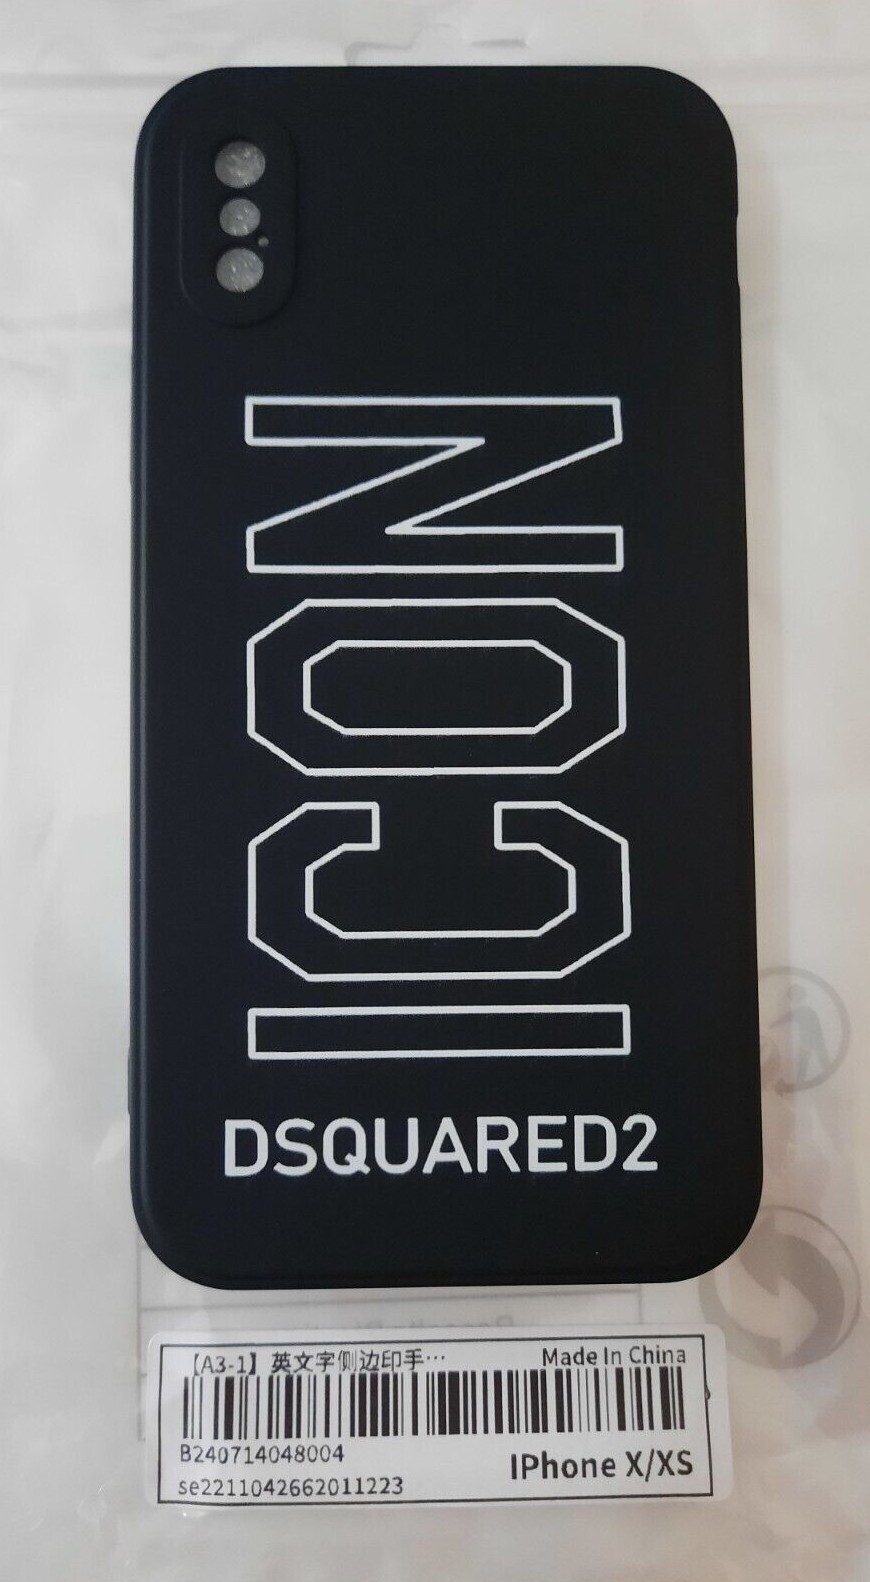 ICON
DSQUARED2
【A3-1】英文字侧边印手…
Made In China
B240714048004
se2211042662011223
IPhone X/XS